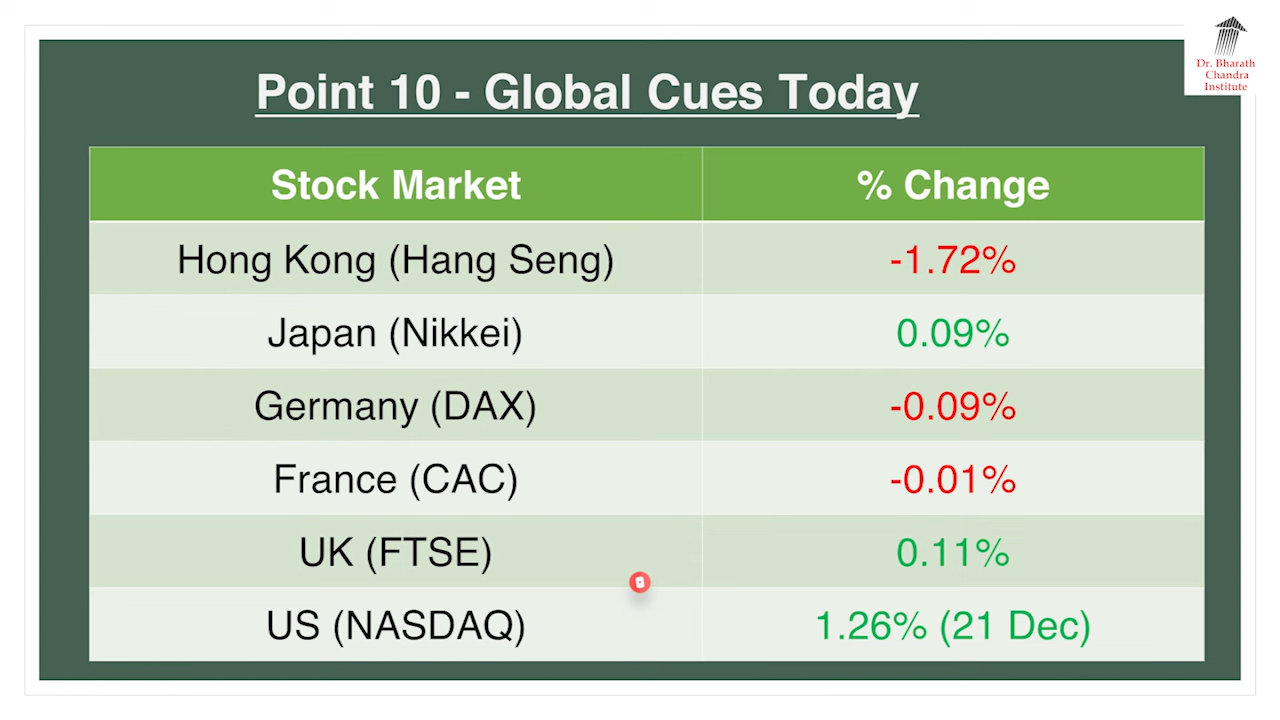 Dr. Bharath
Chandra
Institute
Point 10 - Global Cues Today
Stock Market % Change
Hong Kong (Hang Seng) -1.72%
Japan (Nikkei) 0.09%
Germany (DAX) -0.09%
France (CAC) -0.01%
UK (FTSE) 0.11%
US (NASDAQ) 1.26% (21 Dec)